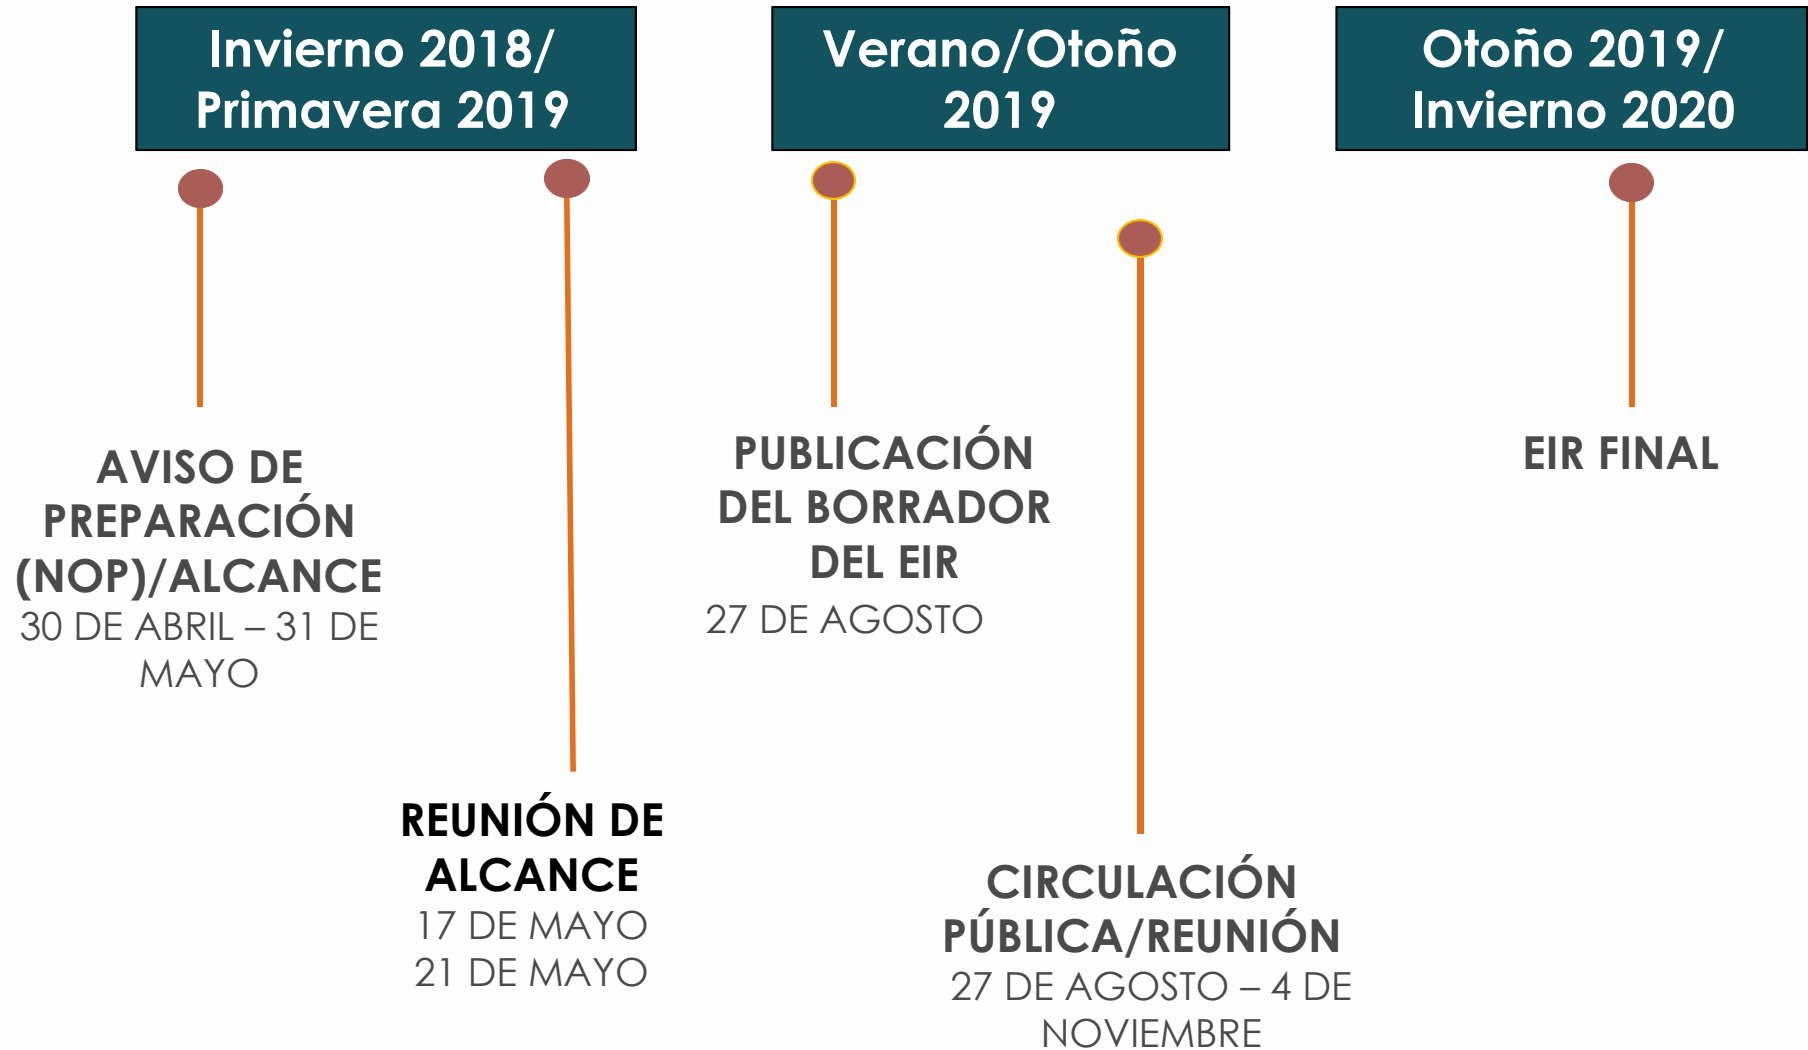 Invierno 2018/
Primavera 2019
Verano/Otoño
2019
Otoño 2019/
Invierno 2020
AVISO DE
PREPARACIÓN
(NOP)/ALCANCE
30 DE ABRIL – 31 DE
MAYO
REUNIÓN DE
ALCANCE
17 DE MAYO
21 DE MAYO
PUBLICACIÓN
DEL BORRADOR
DEL EIR
27 DE AGOSTO
CIRCULACIÓN
PÚBLICA/REUNIÓN
27 DE AGOSTO – 4 DE
NOVIEMBRE
EIR FINAL